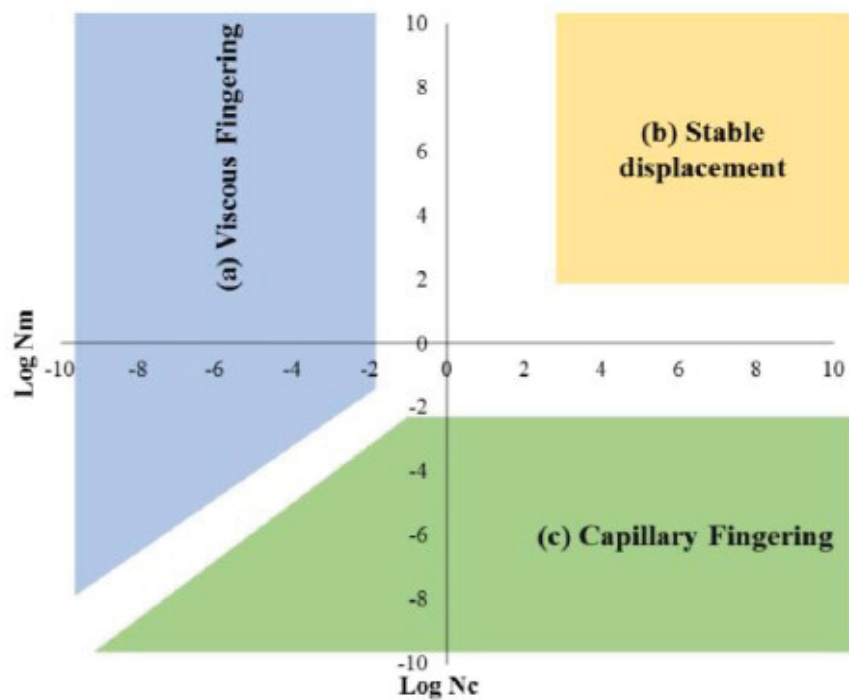 10
8
6
4
2
0
-2
-4
-6
-8
-10
-10 -8 -6 -4 -2 0 2 4 6 8 10
(a) Viscous Fingering
(b) Stable
displacement
(c) Capillary Fingering
Log Nm
Log Nc